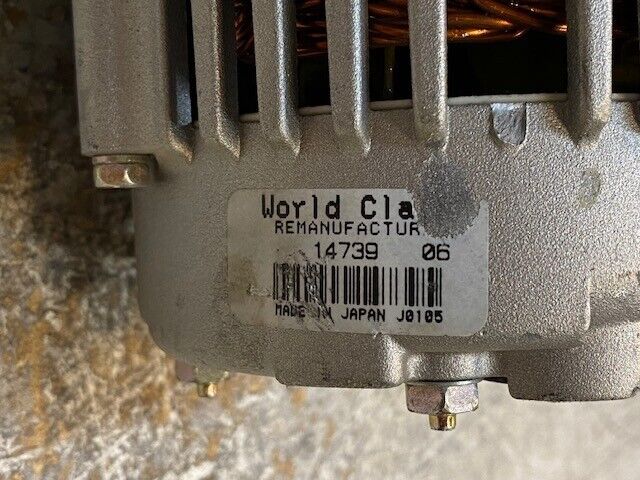 World Cla
REMANUFACTUR
14739 06
MADE IN JAPAN J0105